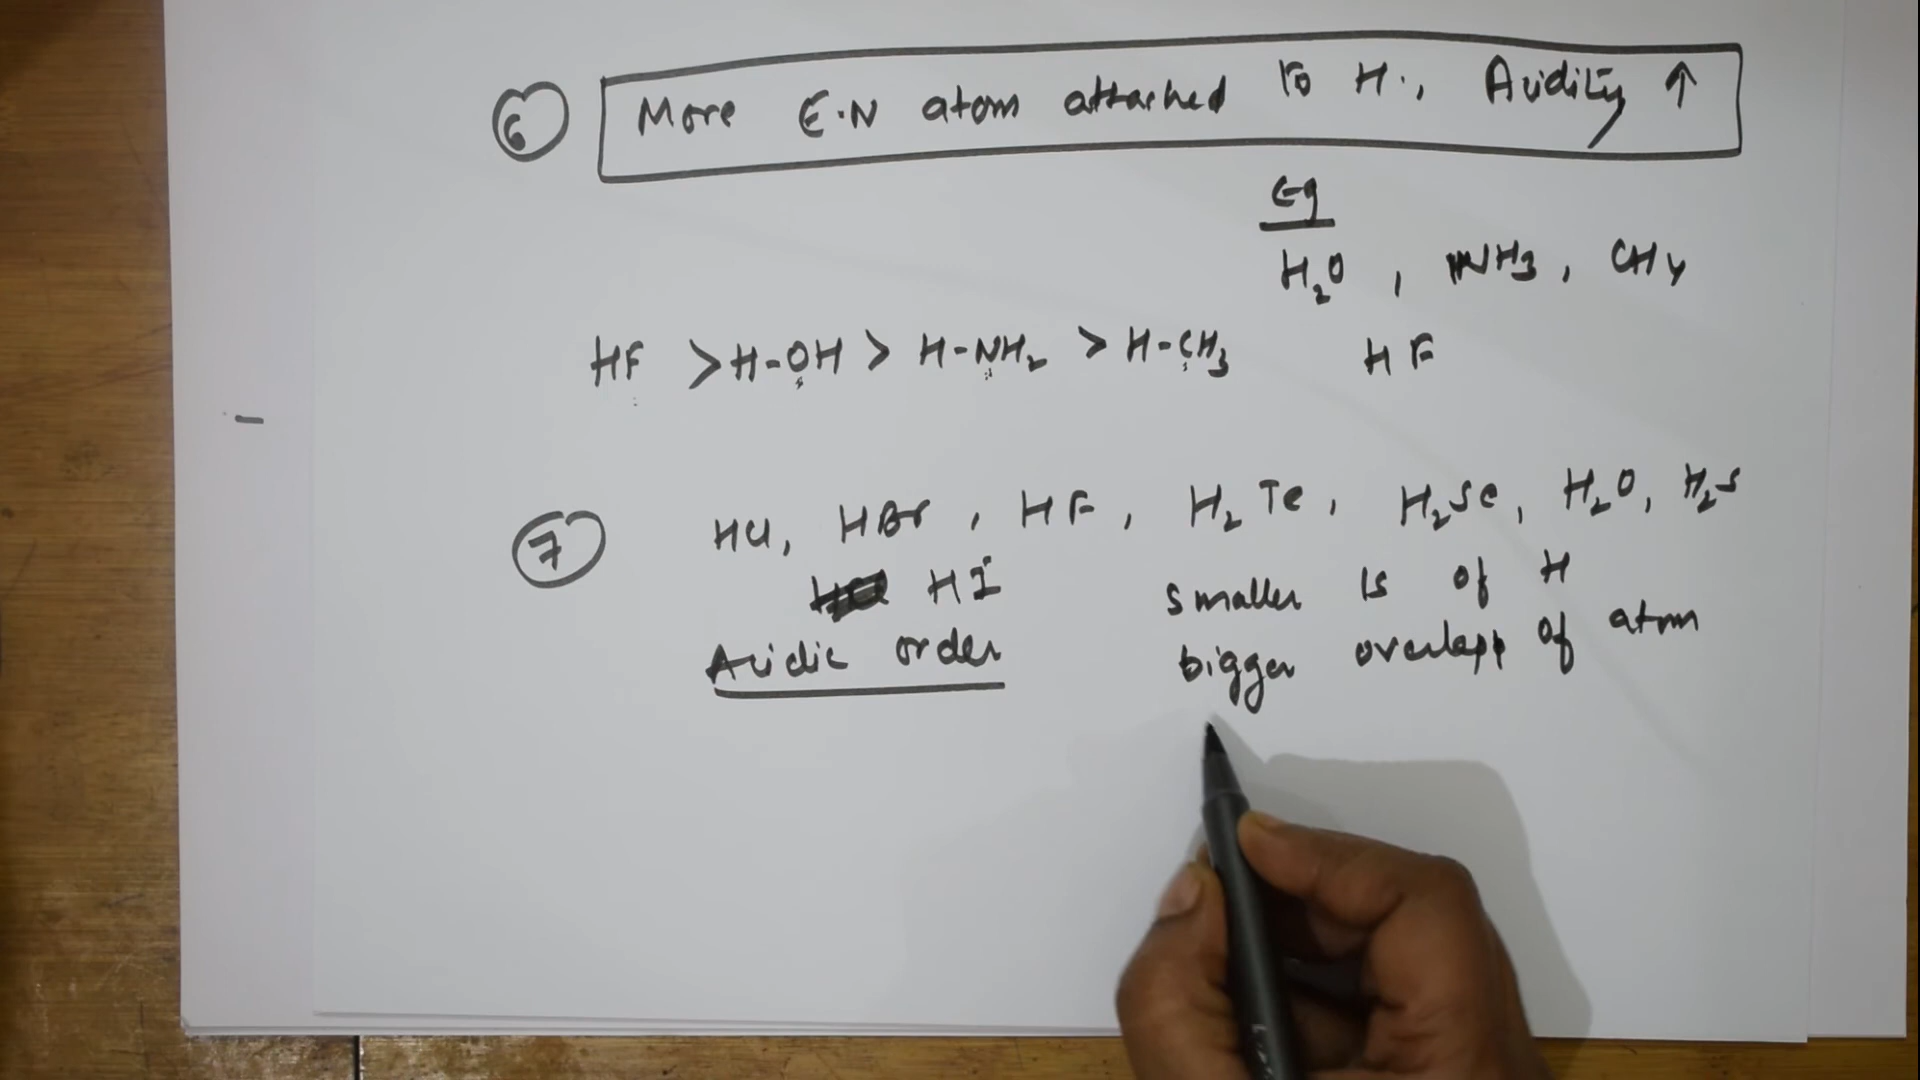 6 More E.N atom attached to H., Acidity ↑
Eg
H₂O , NH3, CH4
HF > H-OH > H-NH₂ > H-CH₃
HF
7 HCl, HBr, HF, H₂Te, H₂Se, H₂O, H₂S
HI
Acidic order
smaller 1s of H
bigger overlapp of atom